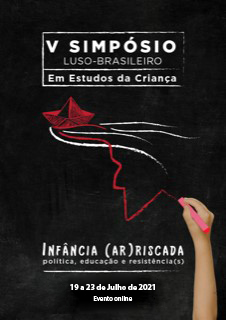 V SIMPÓSIO
LUSO-BRASILEIRO
Em Estudos da Criança
INFÂNCIA (AR)RISCADA
política, educação e resistência(s)
19 a 23 de Julho de 2021
Evento online